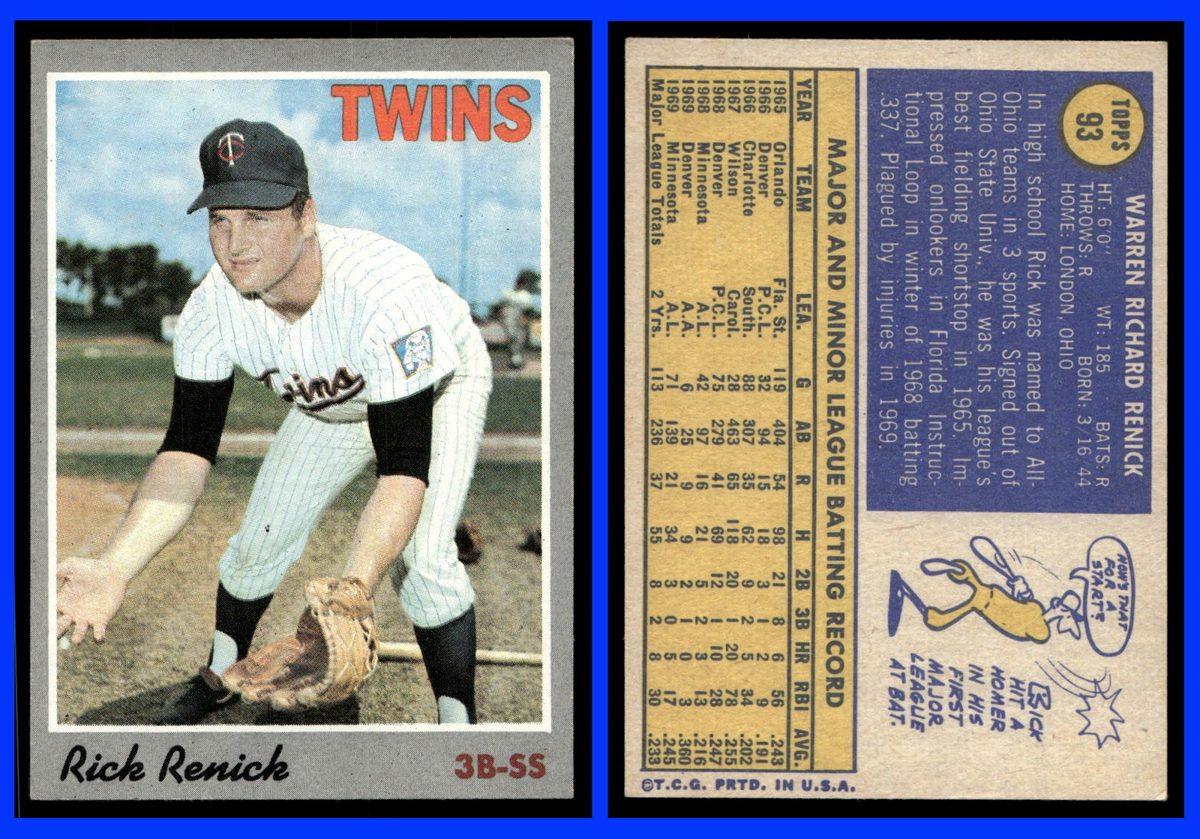 TWINS
TC
Twins
Rick Renick
3B-SS
TOPPS
93
WARREN RICHARD RENICK
HT: 6'0" WT: 185 BATS: R
THROWS: R BORN: 3 16 44
HOME: LONDON, OHIO
In high school Rick was named to All-
Ohio teams in 3 sports. Signed out of
Ohio State Univ., he was his league's
best fielding shortstop in 1965. Im-
pressed onlookers in Florida Instruc-
tional Loop in winter of 1968 batting
.337. Plagued by injuries in 1969.
HOW'S THAT
FOR A
START?
RICK
HIT A
HOMER
IN HIS
FIRST
MAJOR
LEAGUE
AT BAT.
MAJOR AND MINOR LEAGUE BATTING RECORD
YEAR TEAM LEA. G AB R H 2B 3B HR RBI AVG.
1965 Orlando Fla. St. 119 404 54 98 21 8 6 56 .243
1966 Denver P.C.L. 32 94 15 18 3 1 2 9 .191
1966 Charlotte South. 88 307 35 62 9 2 5 34 .202
1967 Wilson Carol. 28 463 65 118 20 1 20 78 .255
1968 Denver P.C.L. 75 279 41 69 12 1 7 28 .247
1968 Minnesota A.L. 42 97 16 21 5 2 3 13 .216
1969 Denver A.A. 6 25 9 9 2 0 0 3 .360
1969 Minnesota A.L. 71 139 21 34 3 0 5 17 .245
Major League Totals 2 Yrs. 113 236 37 55 8 2 8 30 .233
©T.C.G. PRTD. IN U.S.A.